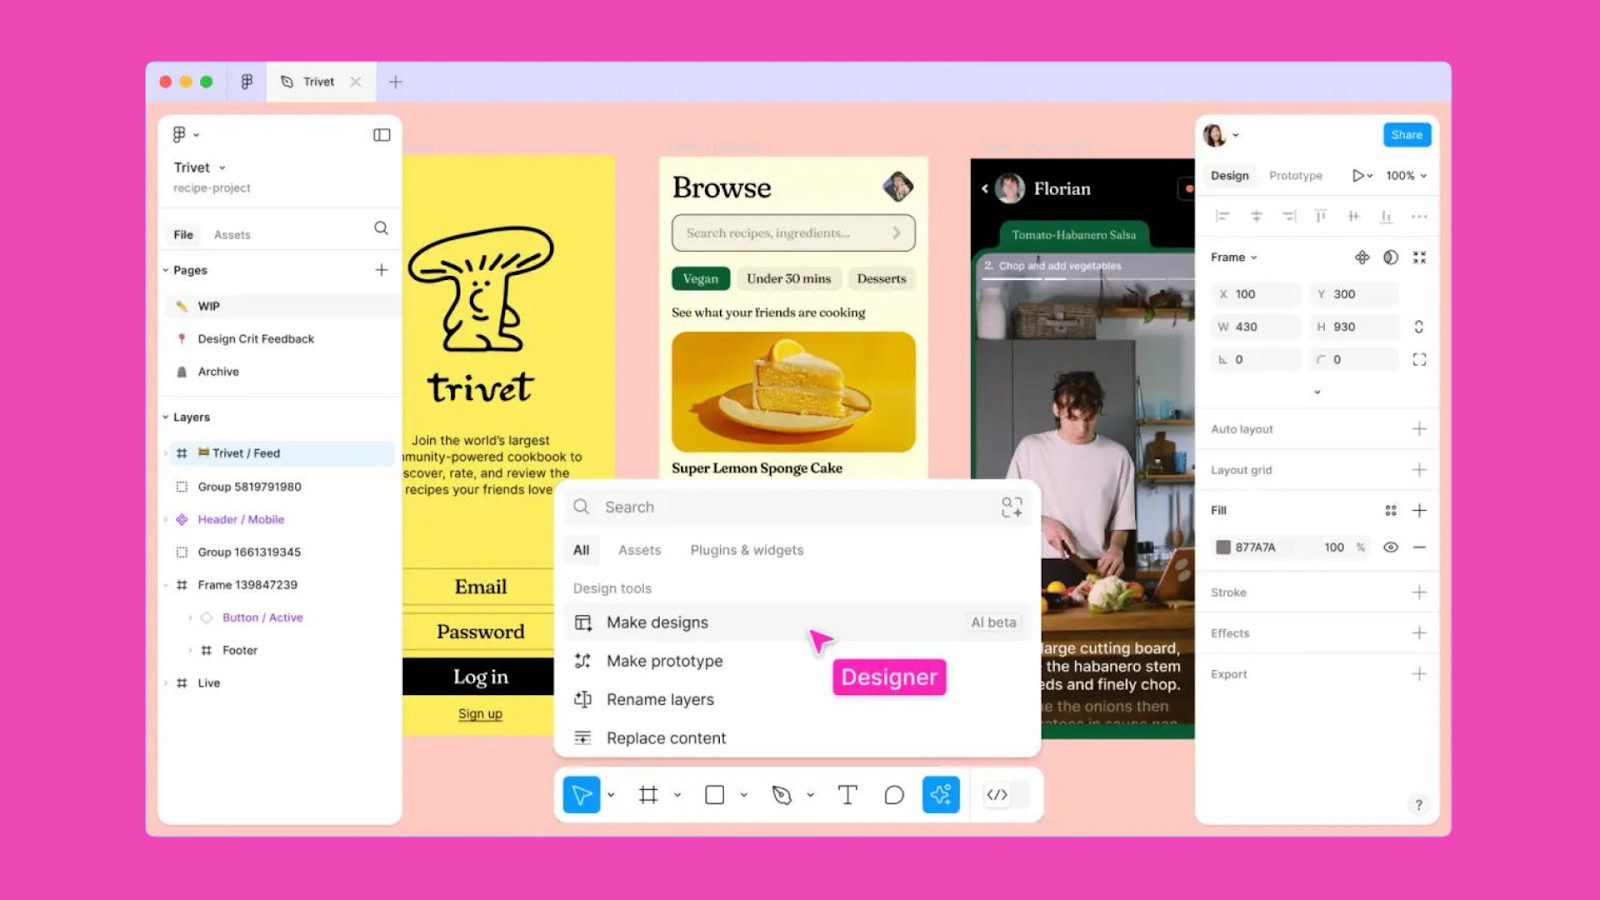 Trivet
Trivet
recipe-project
File
Assets
Pages
WIP
Design Crit Feedback
Archive
Layers
Trivet / Feed
Group 5819791980
Header / Mobile
Group 1661319345
Frame 139847239
Button / Active
Footer
Live
trivet
Join the world's largest
munity-powered cookbook to
scover, rate, and review the
recipes your friends love
Email
Password
Log in
Sign up
Browse
Search recipes, ingredients...
Vegan
Under 30 mins
Desserts
See what your friends are cooking
Super Lemon Sponge Cake
Florian
Tomato-Habanero Salsa
2. Chop and add vegetables
large cutting board,
the habanero stem
eds and finely chop.
e the onions then
Search
All
Assets
Plugins & widgets
Design tools
Make designs
AI beta
Make prototype
Rename layers
Replace content
Designer
Share
Design
Prototype
100%
Frame
X 100
Y 300
W 430
H 930
0
0
Auto layout
Layout grid
Fill
877A7A 100 %
Stroke
Effects
Export
?